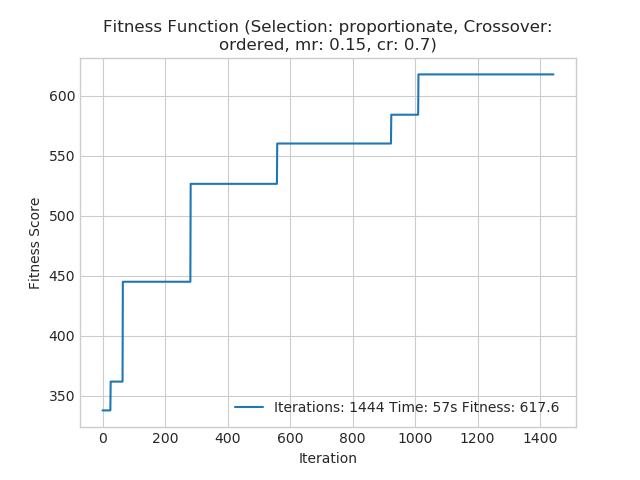 Fitness Function (Selection: proportionate, Crossover:
ordered, mr: 0.15, cr: 0.7)
600
550
500
450
400
350
Fitness Score
Iterations: 1444 Time: 57s Fitness: 617.6
0 200 400 600 800 1000 1200 1400
Iteration